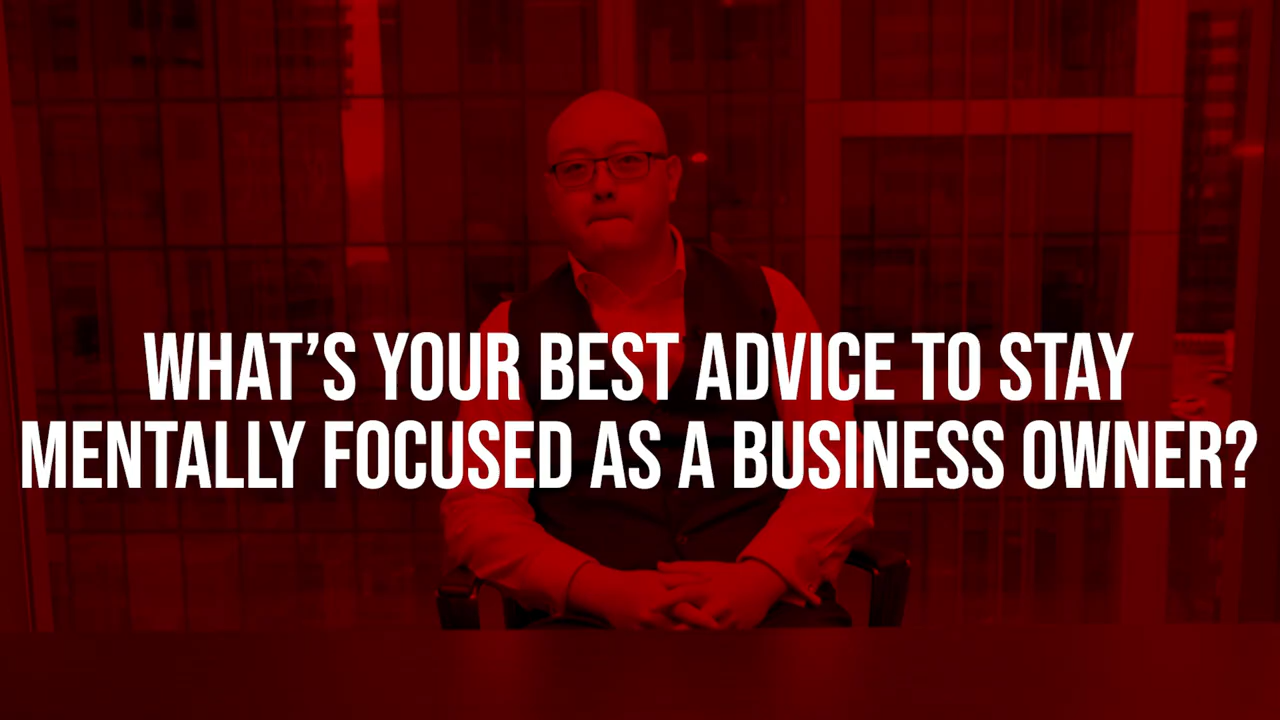 WHAT’S YOUR BEST ADVICE TO STAY
MENTALLY FOCUSED AS A BUSINESS OWNER?